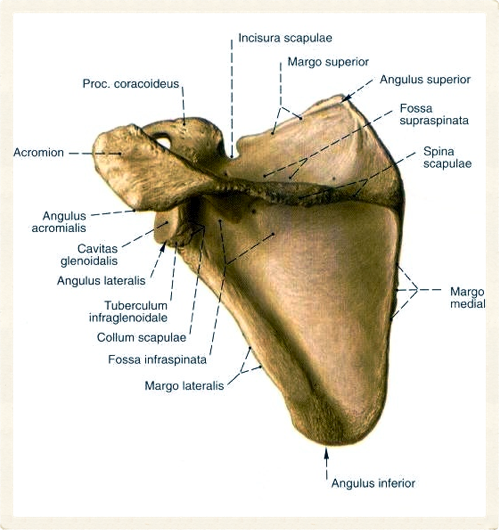 Incisura scapulae
Margo superior
Proc. coracoideus
Angulus superior
Fossa
supraspinata
Spina
scapulae
Acromion
Angulus
acromialis
Cavitas
glenoidalis
Angulus lateralis
Tuberculum
infraglenoidale
Collum scapulae
Fossa infraspinata
Margo lateralis
Margo
medial
Angulus inferior